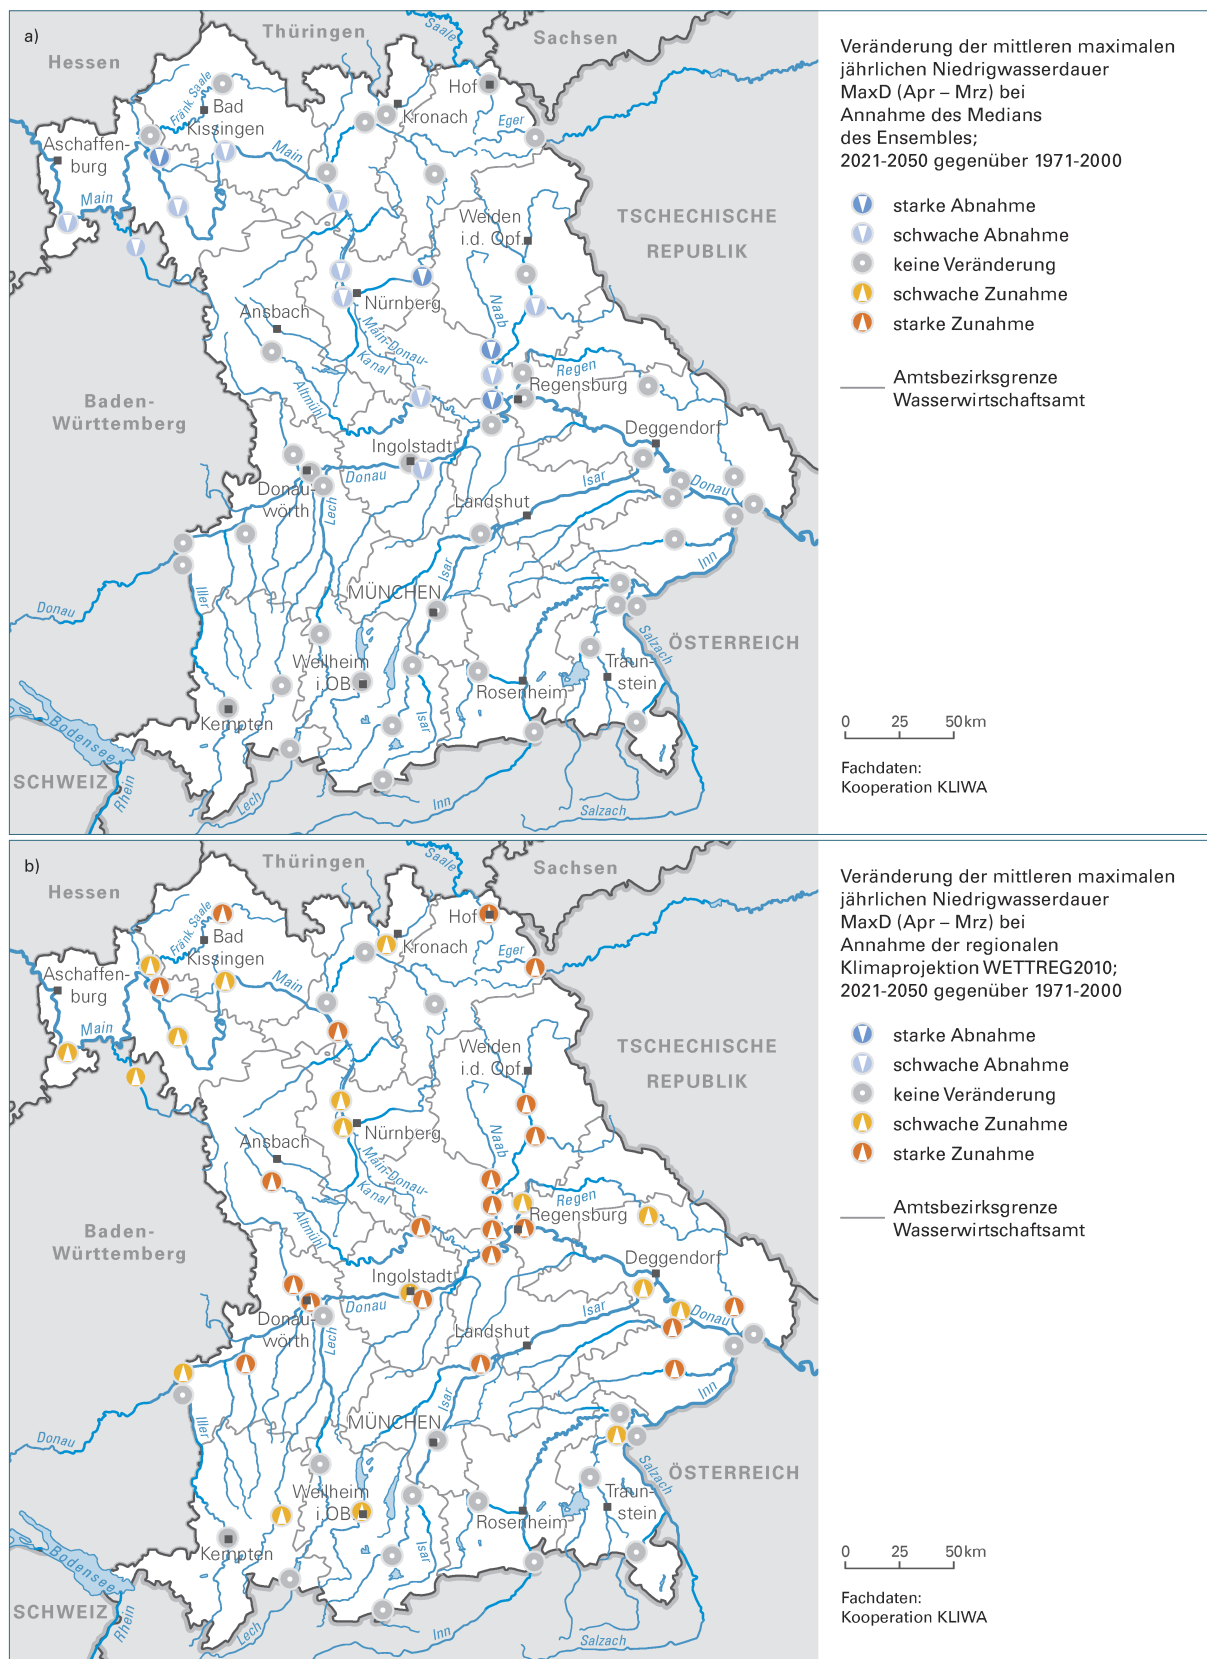 a)
Thüringen
Saale
Sachsen
Hessen
Hof
Fränk. Saale
Bad
Kissingen
Kronach
Eger
Aschaffen-
burg
Main
Main
Weiden
i.d. Opf.
TSCHECHISCHE
REPUBLIK
Nürnberg
Naab
Ansbach
Main-Donau-
Kanal
Regen
Regensburg
Altmühl
Baden-
Württemberg
Deggendorf
Ingolstadt
Donau
Isar
Donau
Donau-
wörth
Lech
Landshut
Inn
Isar
MÜNCHEN
Iller
Donau
Salzach
ÖSTERREICH
Weilheim
i.OB.
Traun-
stein
Rosenheim
Kempten
Isar
Bodensee
SCHWEIZ
Rhein
Lech
Inn
Salzach
Veränderung der mittleren maximalen
jährlichen Niedrigwasserdauer
MaxD (Apr – Mrz) bei
Annahme des Medians
des Ensembles;
2021-2050 gegenüber 1971-2000
starke Abnahme
schwache Abnahme
keine Veränderung
schwache Zunahme
starke Zunahme
Amtsbezirksgrenze
Wasserwirtschaftsamt
0 25 50 km
Fachdaten:
Kooperation KLIWA
b)
Thüringen
Saale
Sachsen
Hessen
Hof
Fränk. Saale
Bad
Kissingen
Kronach
Eger
Aschaffen-
burg
Main
Main
Weiden
i.d. Opf.
TSCHECHISCHE
REPUBLIK
Nürnberg
Naab
Ansbach
Main-Donau-
Kanal
Regen
Regensburg
Altmühl
Baden-
Württemberg
Deggendorf
Ingolstadt
Donau
Isar
Donau
Donau-
wörth
Lech
Landshut
Inn
Isar
MÜNCHEN
Iller
Donau
Salzach
ÖSTERREICH
Weilheim
i.OB.
Traun-
stein
Rosenheim
Kempten
Isar
Bodensee
SCHWEIZ
Rhein
Lech
Inn
Salzach
Veränderung der mittleren maximalen
jährlichen Niedrigwasserdauer
MaxD (Apr – Mrz) bei
Annahme der regionalen
Klimaprojektion WETTREG2010;
2021-2050 gegenüber 1971-2000
starke Abnahme
schwache Abnahme
keine Veränderung
schwache Zunahme
starke Zunahme
Amtsbezirksgrenze
Wasserwirtschaftsamt
0 25 50 km
Fachdaten:
Kooperation KLIWA